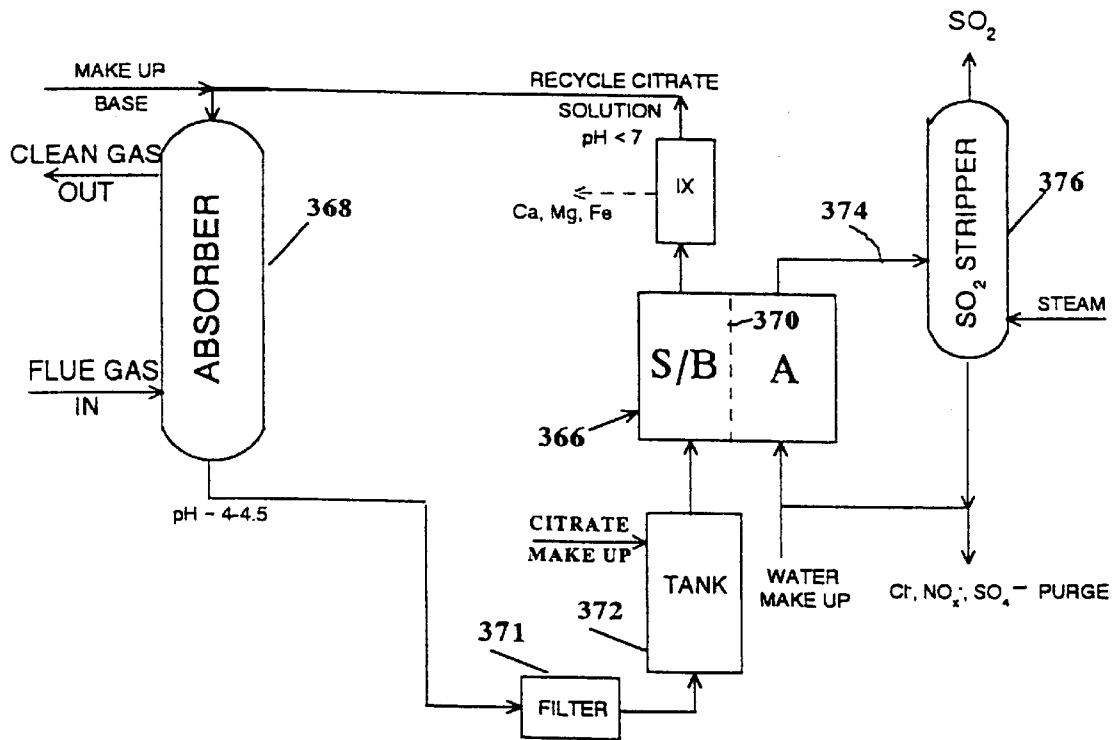 SO₂
MAKE UP
BASE
RECYCLE CITRATE
SOLUTION
pH < 7
CLEAN GAS
OUT
IX
SO₂ STRIPPER
376
368
Ca, Mg, Fe
374
ABSORBER
370
STEAM
S/B
A
FLUE GAS
IN
366
pH ~ 4-4.5
CITRATE
MAKE UP
TANK
WATER
MAKE UP
Cl⁻, NOₓ⁻, SO₄⁻ PURGE
371
372
FILTER